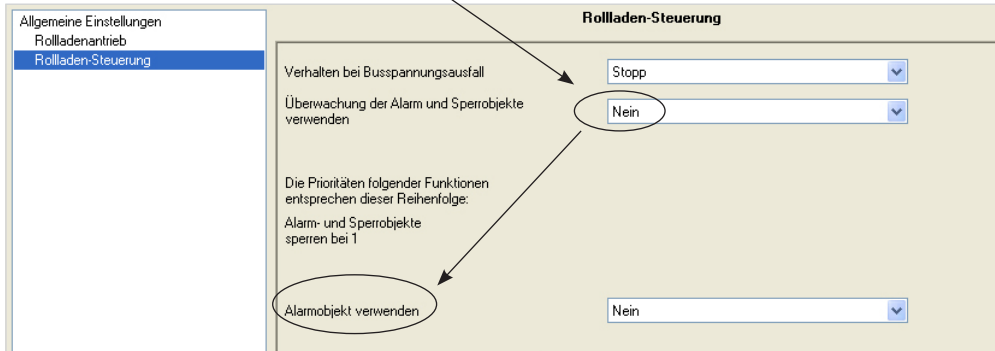 Allgemeine Einstellungen
Rollladenantrieb
Rollladen-Steuerung
Rollladen-Steuerung
Verhalten bei Busspannungsausfall
Stopp
Überwachung der Alarm und Sperrobjekte
verwenden
Nein
Die Prioritäten folgender Funktionen
entsprechen dieser Reihenfolge:
Alarm- und Sperrobjekte
sperren bei 1
Alarmobjekt verwenden
Nein